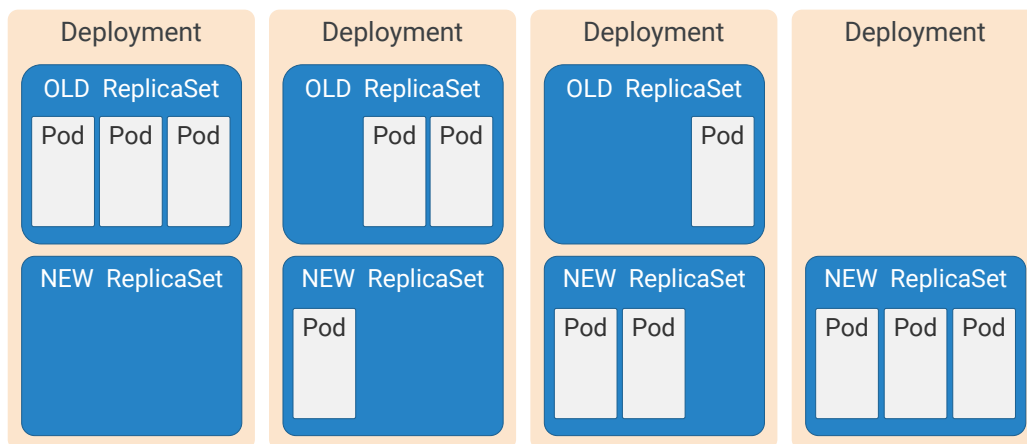 Deployment
OLD ReplicaSet
Pod Pod Pod
NEW ReplicaSet
Deployment
OLD ReplicaSet
Pod Pod
NEW ReplicaSet
Pod
Deployment
OLD ReplicaSet
Pod
NEW ReplicaSet
Pod Pod
Deployment
NEW ReplicaSet
Pod Pod Pod